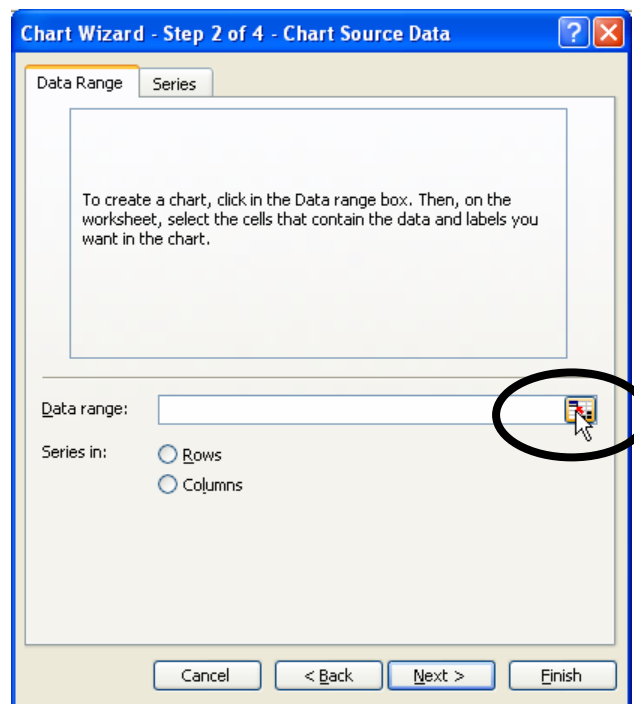 Chart Wizard - Step 2 of 4 - Chart Source Data
Data Range Series
To create a chart, click in the Data range box. Then, on the
worksheet, select the cells that contain the data and labels you
want in the chart.
Data range:
Series in: Rows
Columns
Cancel < Back Next > Finish